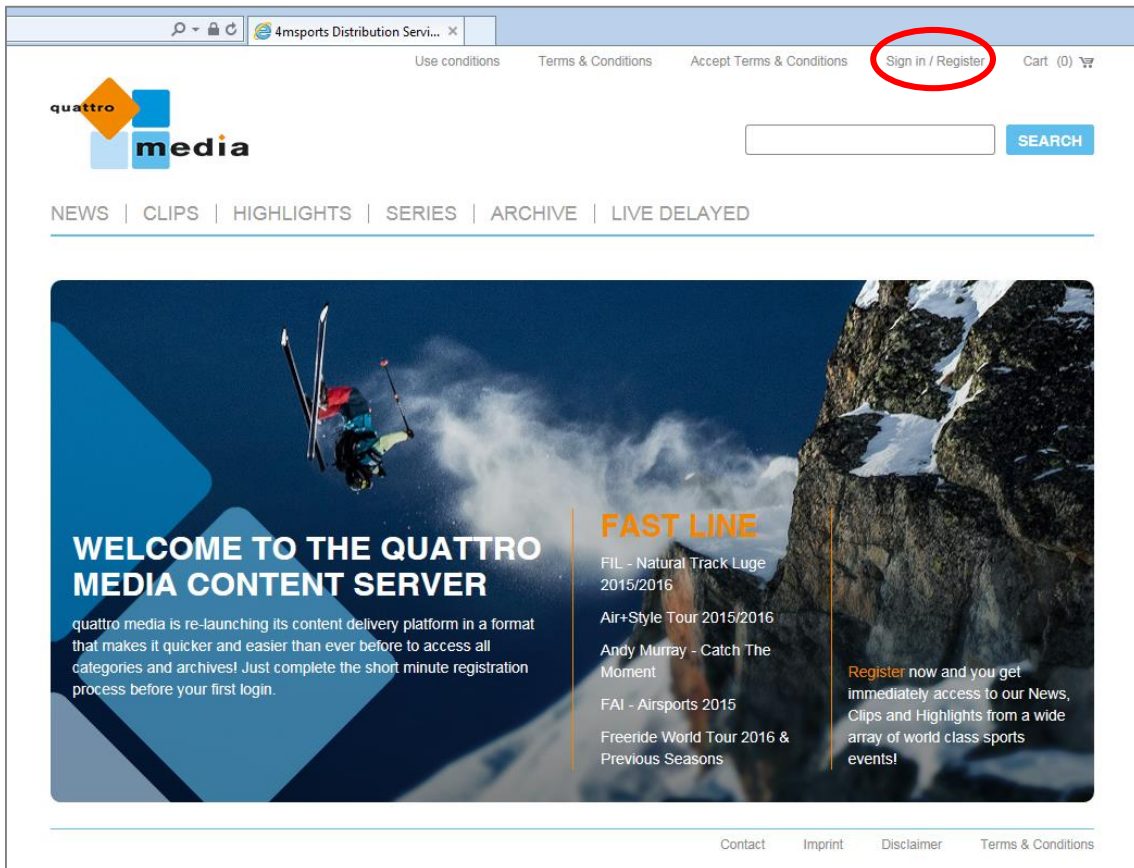 4msports Distribution Servi...
Use conditions Terms & Conditions Accept Terms & Conditions Sign in / Register Cart (0)
quattro
media
SEARCH
NEWS | CLIPS | HIGHLIGHTS | SERIES | ARCHIVE | LIVE DELAYED
WELCOME TO THE QUATTRO
MEDIA CONTENT SERVER
quattro media is re-launching its content delivery platform in a format
that makes it quicker and easier than ever before to access all
categories and archives! Just complete the short minute registration
process before your first login.
FAST LINE
FIL - Natural Track Luge
2015/2016
Air+Style Tour 2015/2016
Andy Murray - Catch The
Moment
FAI - Airsports 2015
Freeride World Tour 2016 &
Previous Seasons
Register now and you get
immediately access to our News,
Clips and Highlights from a wide
array of world class sports
events!
Contact Imprint Disclaimer Terms & Conditions